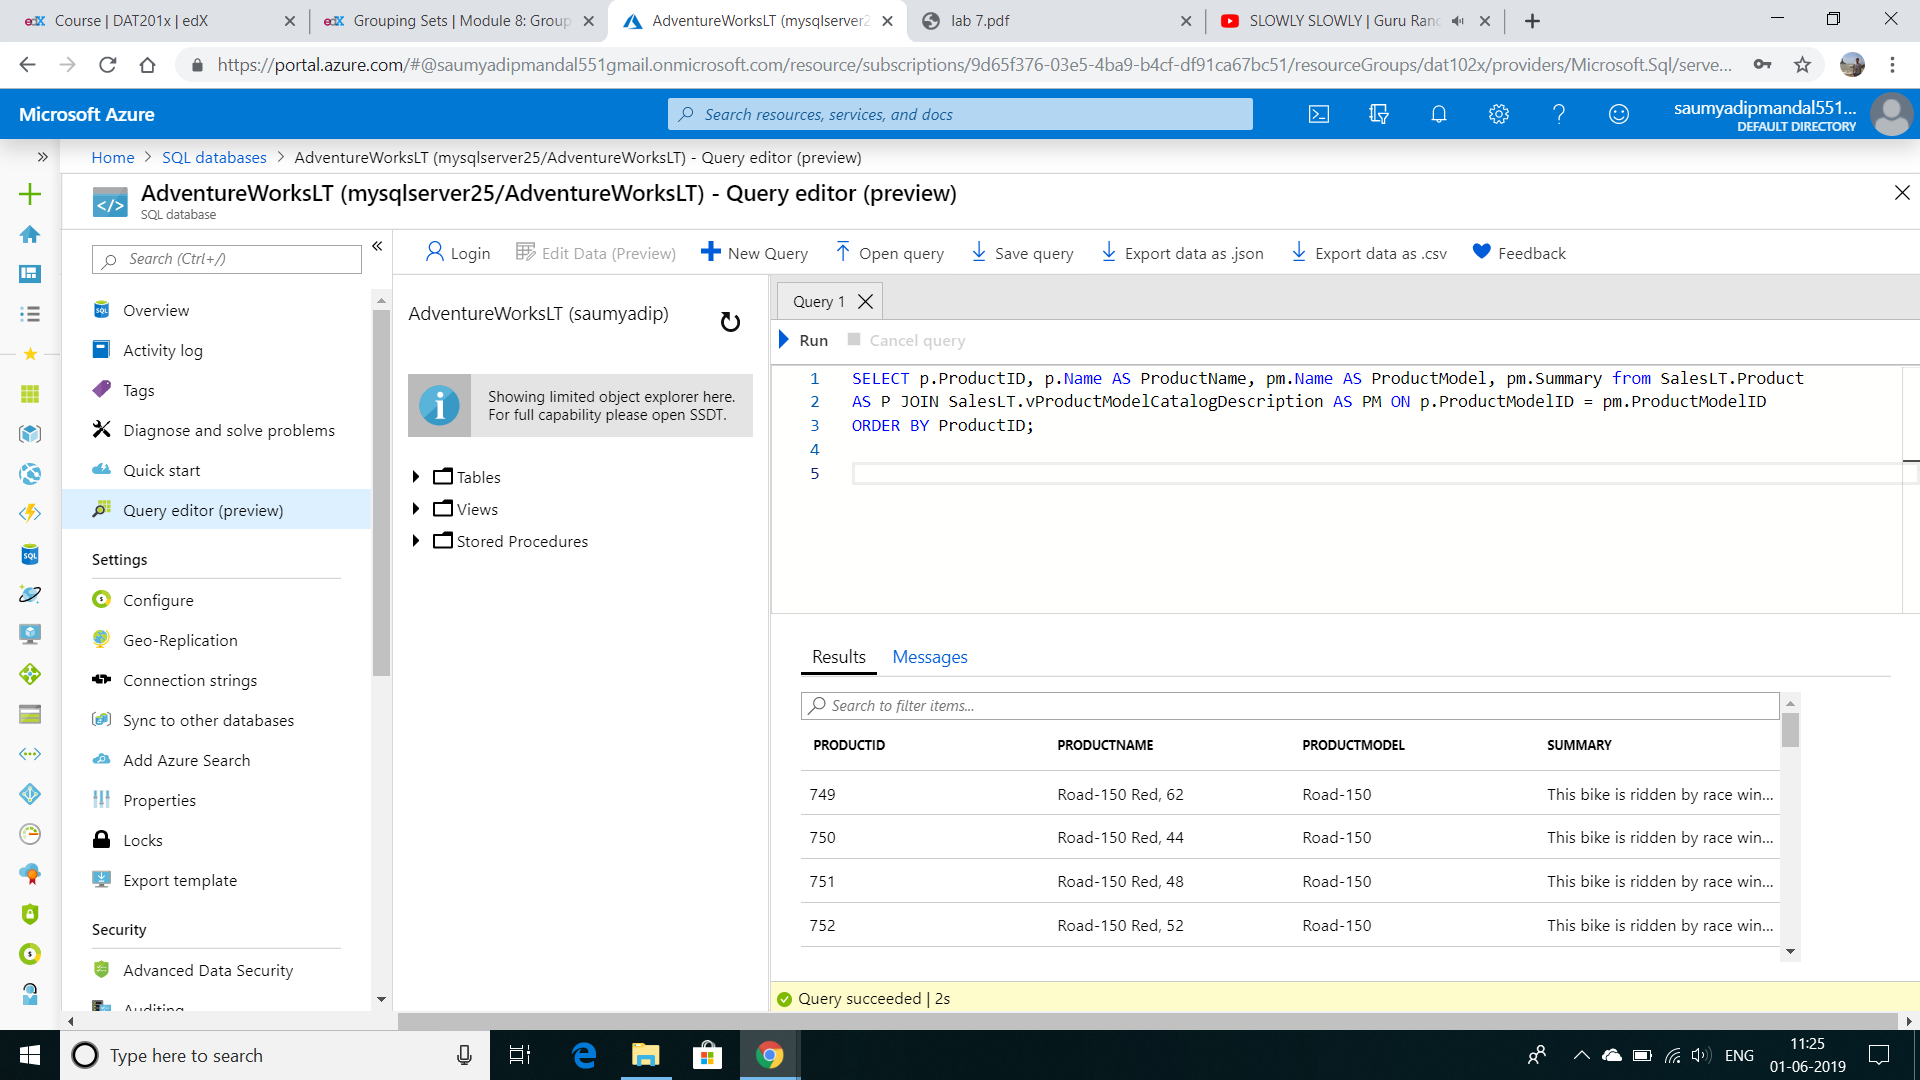 edX Course | DAT201x | edX
edX Grouping Sets | Module 8: Group
AdventureWorksLT (mysqlserver2
lab 7.pdf
SLOWLY SLOWLY | Guru Ran
https://portal.azure.com/#@saumyadipmandal551gmail.onmicrosoft.com/resource/subscriptions/9d65f376-03e5-4ba9-b4cf-df91ca67bc51/resourceGroups/dat102x/providers/Microsoft.Sql/serve...
Microsoft Azure
Search resources, services, and docs
saumyadipmandal551...
DEFAULT DIRECTORY
Home > SQL databases > AdventureWorksLT (mysqlserver25/AdventureWorksLT) - Query editor (preview)
AdventureWorksLT (mysqlserver25/AdventureWorksLT) - Query editor (preview)
SQL database
Search (Ctrl+/)
Overview
Activity log
Tags
Diagnose and solve problems
Quick start
Query editor (preview)
Settings
Configure
Geo-Replication
Connection strings
Sync to other databases
Add Azure Search
Properties
Locks
Export template
Security
Advanced Data Security
Auditing
Login
Edit Data (Preview)
New Query
Open query
Save query
Export data as .json
Export data as .csv
Feedback
AdventureWorksLT (saumyadip)
Showing limited object explorer here.
For full capability please open SSDT.
Tables
Views
Stored Procedures
Query 1
Run
Cancel query
1 SELECT p.ProductID, p.Name AS ProductName, pm.Name AS ProductModel, pm.Summary from SalesLT.Product
2 AS P JOIN SalesLT.vProductModelCatalogDescription AS PM ON p.ProductModelID = pm.ProductModelID
3 ORDER BY ProductID;
4
5
Results Messages
Search to filter items...
PRODUCTID PRODUCTNAME PRODUCTMODEL SUMMARY
749 Road-150 Red, 62 Road-150 This bike is ridden by race win...
750 Road-150 Red, 44 Road-150 This bike is ridden by race win...
751 Road-150 Red, 48 Road-150 This bike is ridden by race win...
752 Road-150 Red, 52 Road-150 This bike is ridden by race win...
Query succeeded | 2s
Type here to search
ENG
11:25
01-06-2019